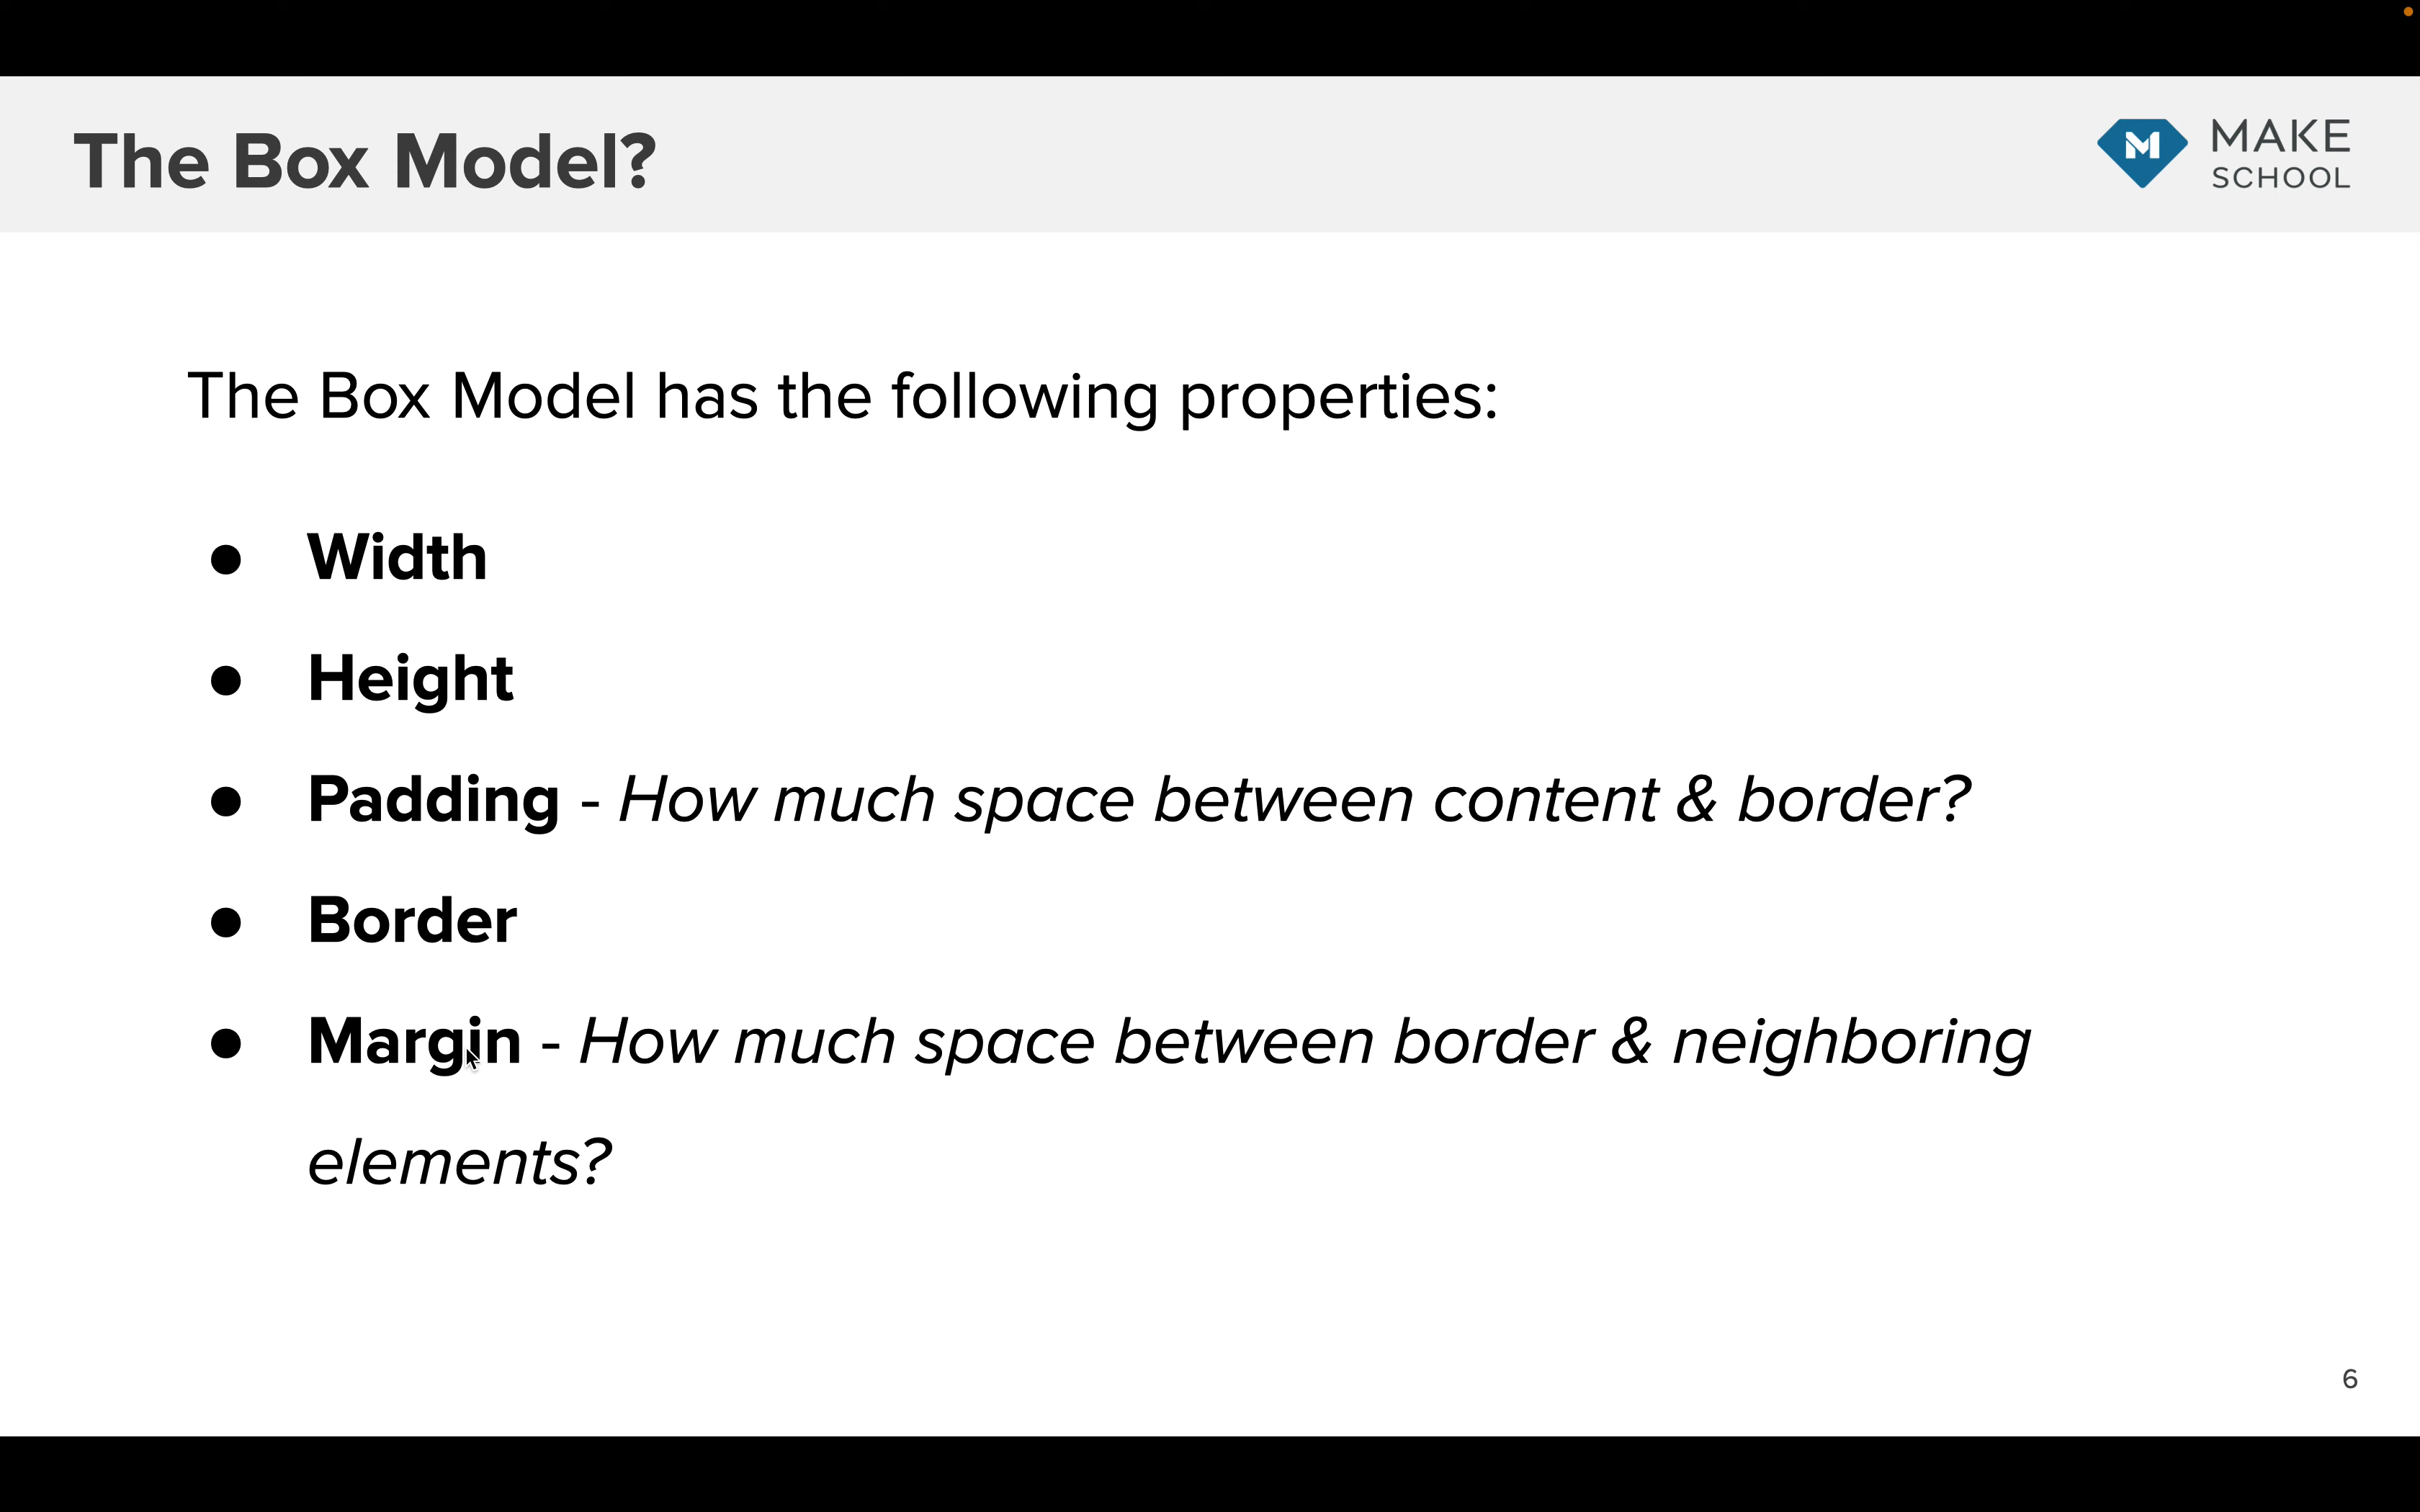 The Box Model?
MAKE
SCHOOL
The Box Model has the following properties:
● Width
● Height
● Padding - How much space between content & border?
● Border
● Margin - How much space between border & neighboring
elements?
6